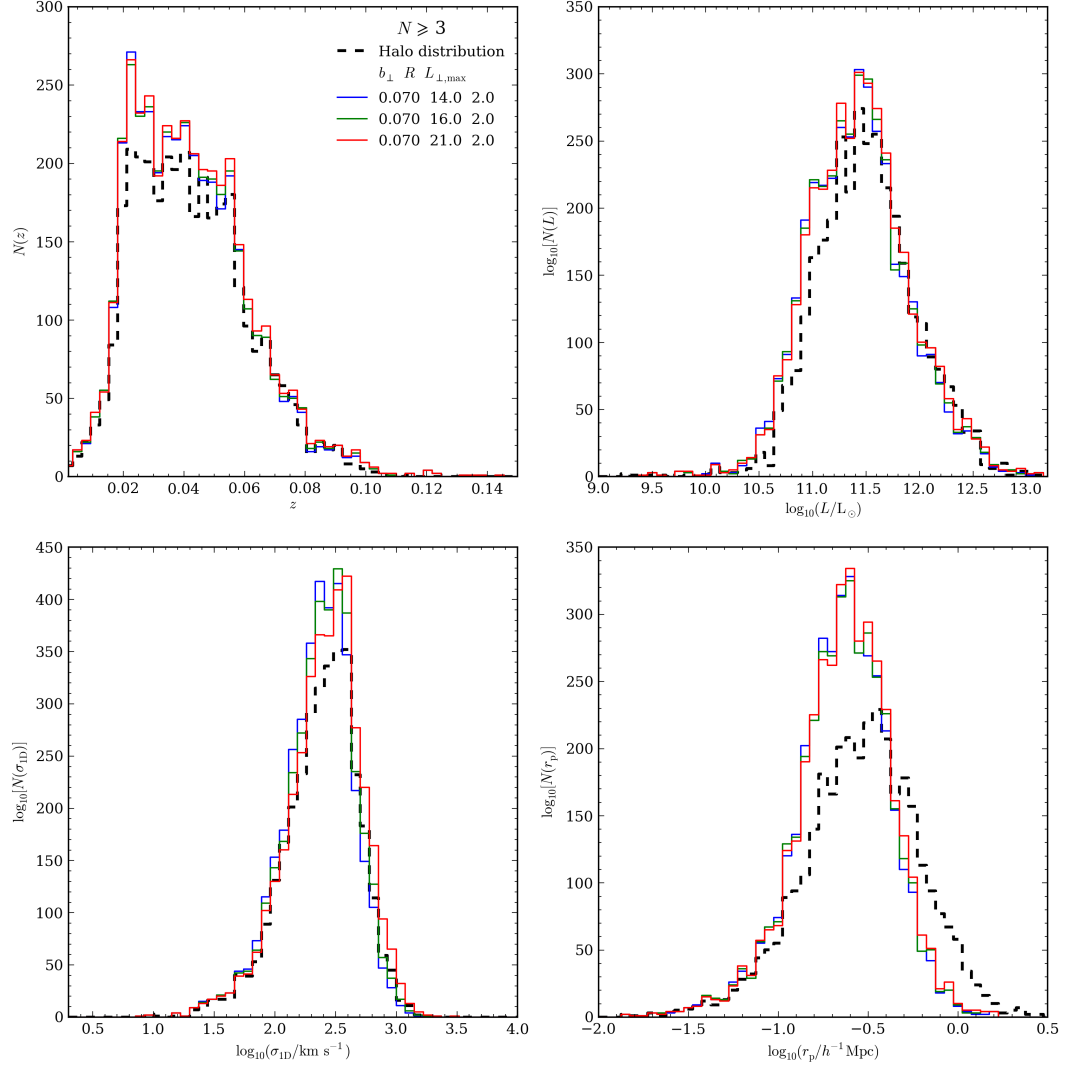 N ⩾ 3
Halo distribution
b⊥ R L⊥,max
0.070 14.0 2.0
0.070 16.0 2.0
0.070 21.0 2.0
300
250
200
150
100
50
0
N(z)
0.02 0.04 0.06 0.08 0.10 0.12 0.14
z
350
300
250
200
150
100
50
0
log₁₀[N(L)]
9.0 9.5 10.0 10.5 11.0 11.5 12.0 12.5 13.0
log₁₀(L/L⊙)
450
400
350
300
250
200
150
100
50
0
log₁₀[N(σ₁D)]
0.5 1.0 1.5 2.0 2.5 3.0 3.5 4.0
log₁₀(σ₁D/km s⁻¹)
350
300
250
200
150
100
50
0
log₁₀[N(rₚ)]
−2.0 −1.5 −1.0 −0.5 0.0 0.5
log₁₀(rₚ/h⁻¹ Mpc)